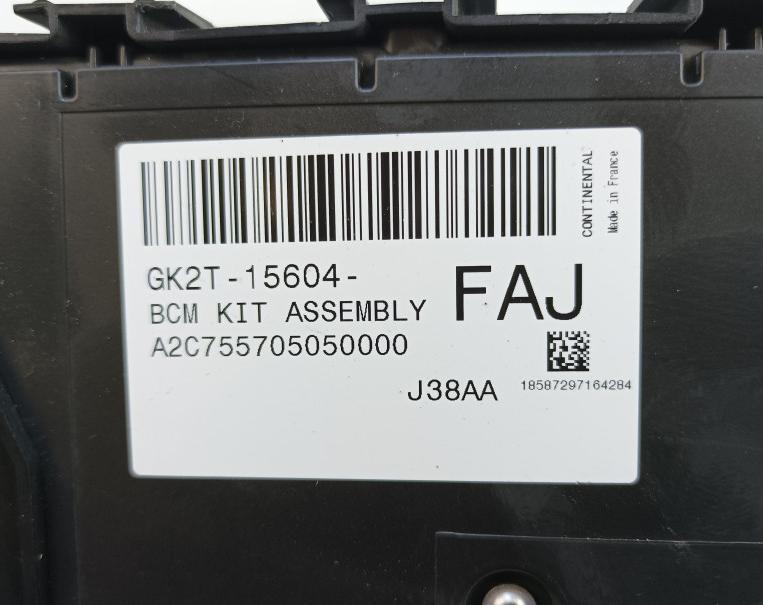 CONTINENTAL
Made in France
GK2T-15604-
FAJ
BCM KIT ASSEMBLY
A2C755705050000
J38AA
18587297164284